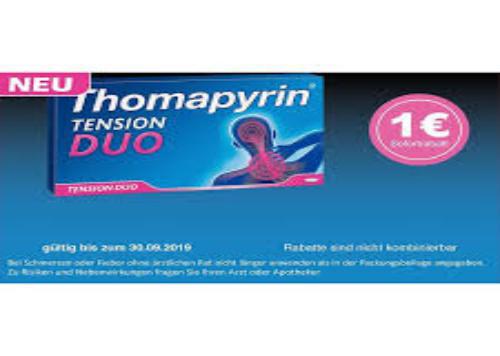 NEU
Thomapyrin®
TENSION
DUO
TENSION DUO
1€
Sofortrabatt
gültig bis zum 30.09.2019 Rabatte sind nicht kombinierbar
Bei Schmerzen oder Fieber ohne ärztlichen Rat nicht länger anwenden als in der Packungsbeilage angegeben.
Zu Risiken und Nebenwirkungen fragen Sie Ihren Arzt oder Apotheker.